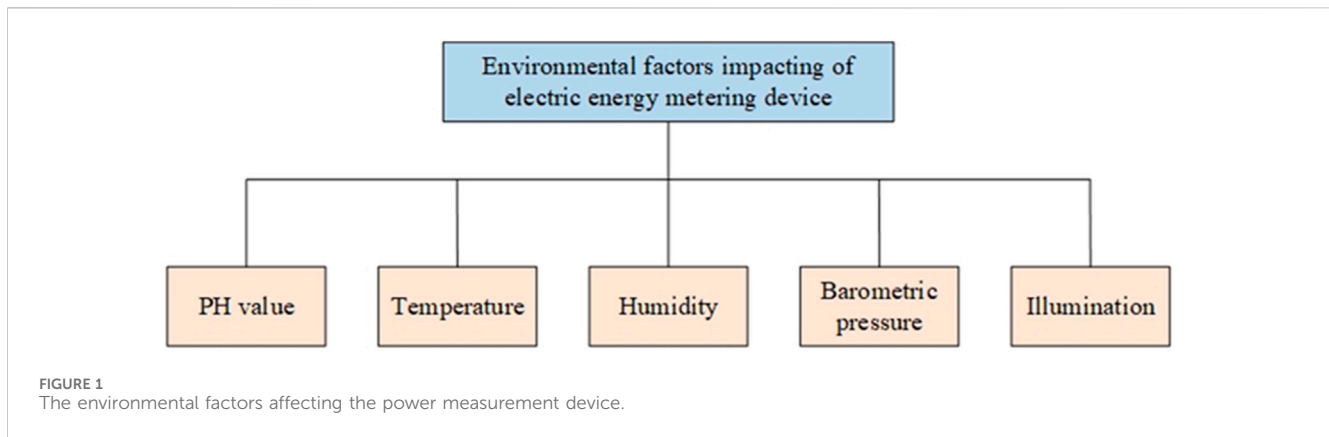 Environmental factors impacting of
electric energy metering device
PH value
Temperature
Humidity
Barometric
pressure
Illumination
FIGURE 1
The environmental factors affecting the power measurement device.